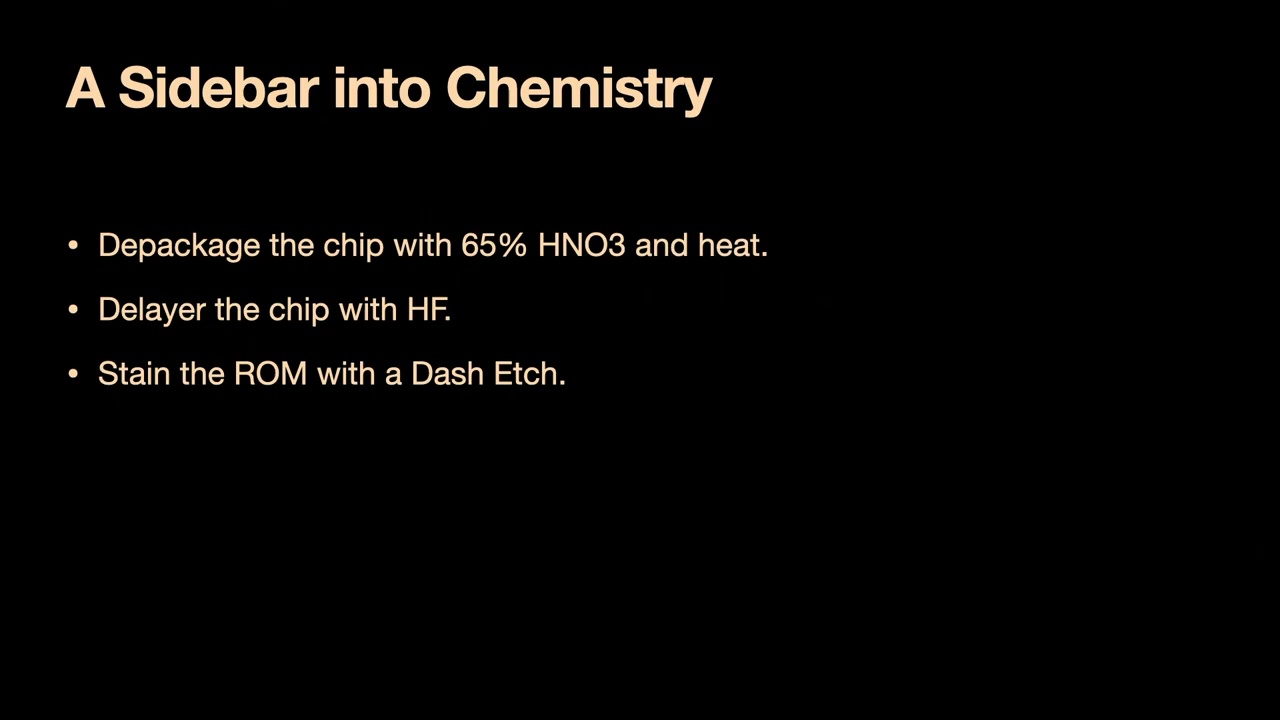 A Sidebar into Chemistry
• Depackage the chip with 65% HNO3 and heat.
• Delayer the chip with HF.
• Stain the ROM with a Dash Etch.